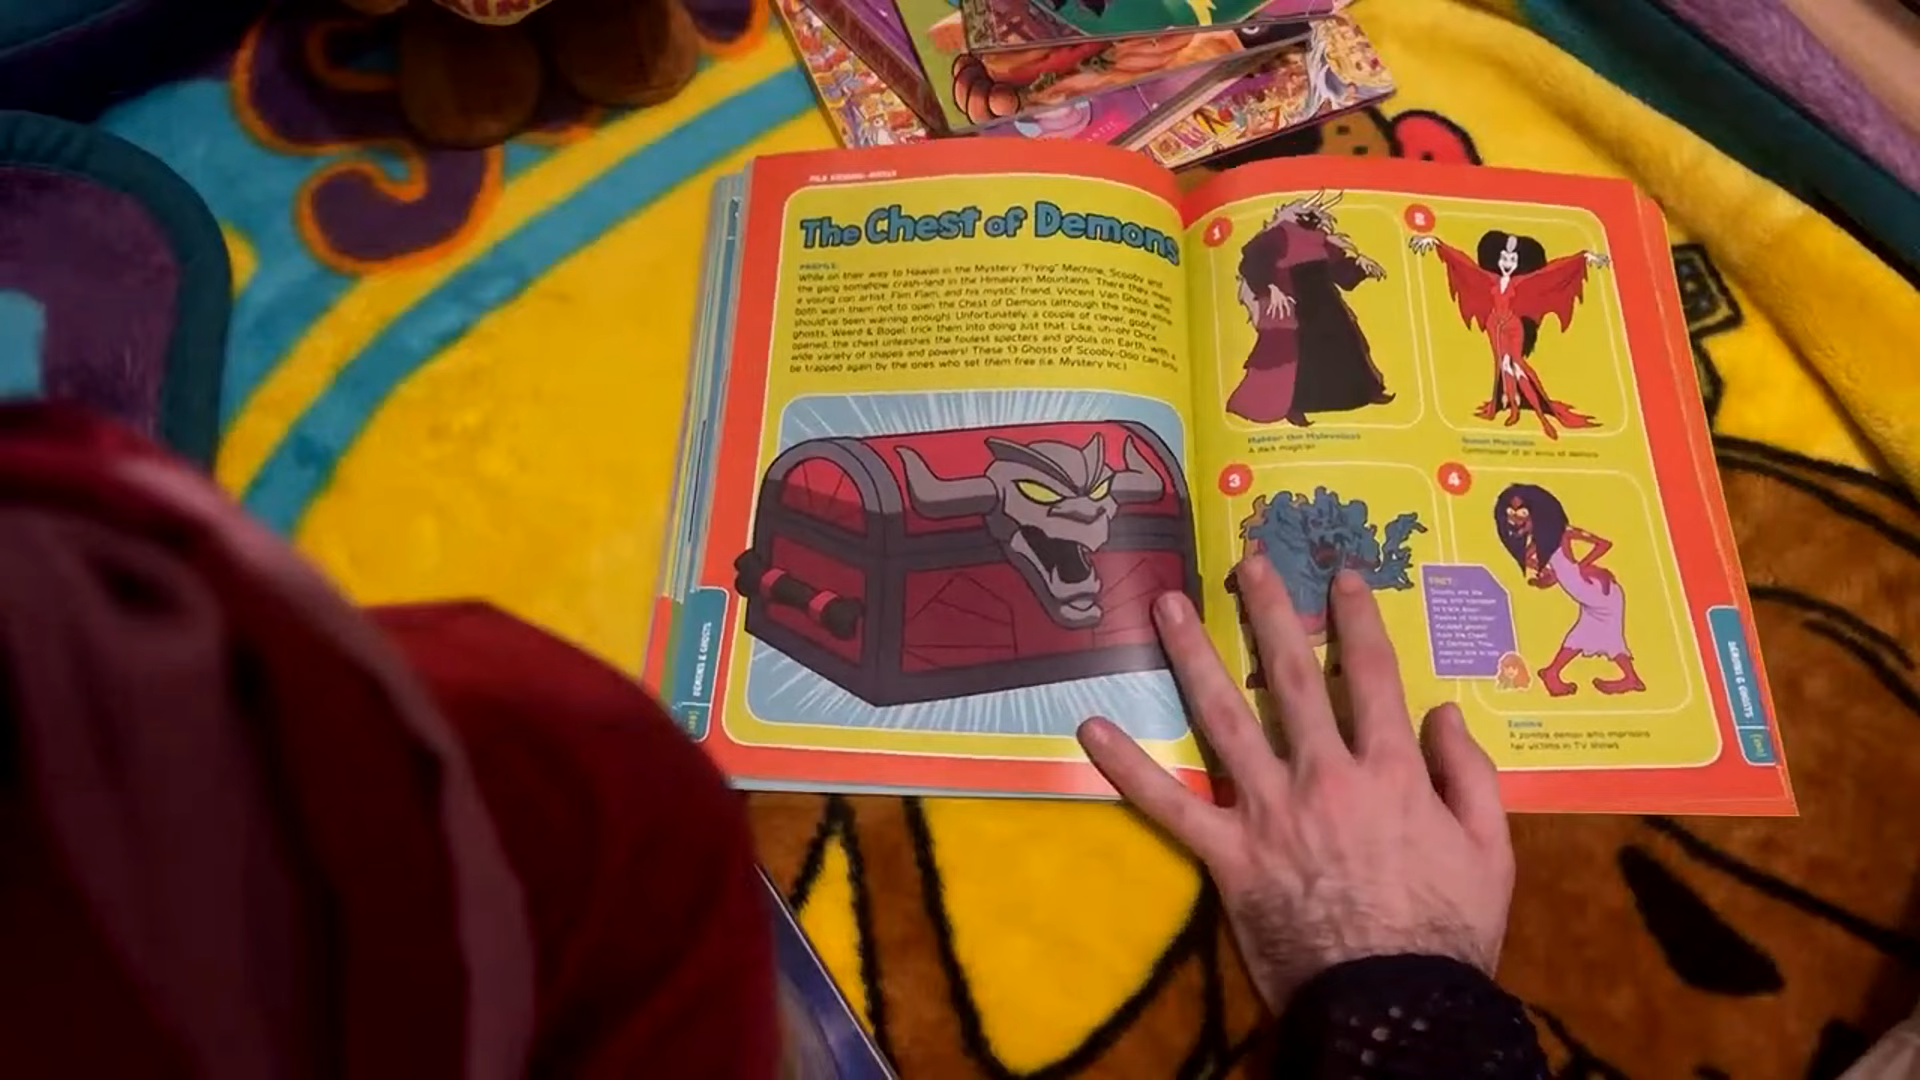 The Chest of Demons
PROFILE:
While on their way to Hawaii in the Mystery "Flying" Machine, Scooby and
the gang somehow crash-land in the Himalayan Mountains. There they meet
a young con artist, Flim Flam, and his mystic friend, Vincent Van Ghoul, who
both warn them not to open the Chest of Demons (although the name alone
should've been warning enough). Unfortunately, a couple of clever, goofy
ghosts, Weerd & Bogel, trick them into doing just that. Like, uh-oh! Once
opened, the chest unleashes the foulest specters and ghouls on Earth, with a
wide variety of shapes and powers! These 13 Ghosts of Scooby-Doo can only
be trapped again by the ones who set them free (i.e. Mystery Inc.)
DEMONS & GHOSTS
1
A dark magician
2
Commander of an army of demons
3
4
FACT:
A zombie demon who imprisons
her victims in TV shows
DEMONS & GHOSTS